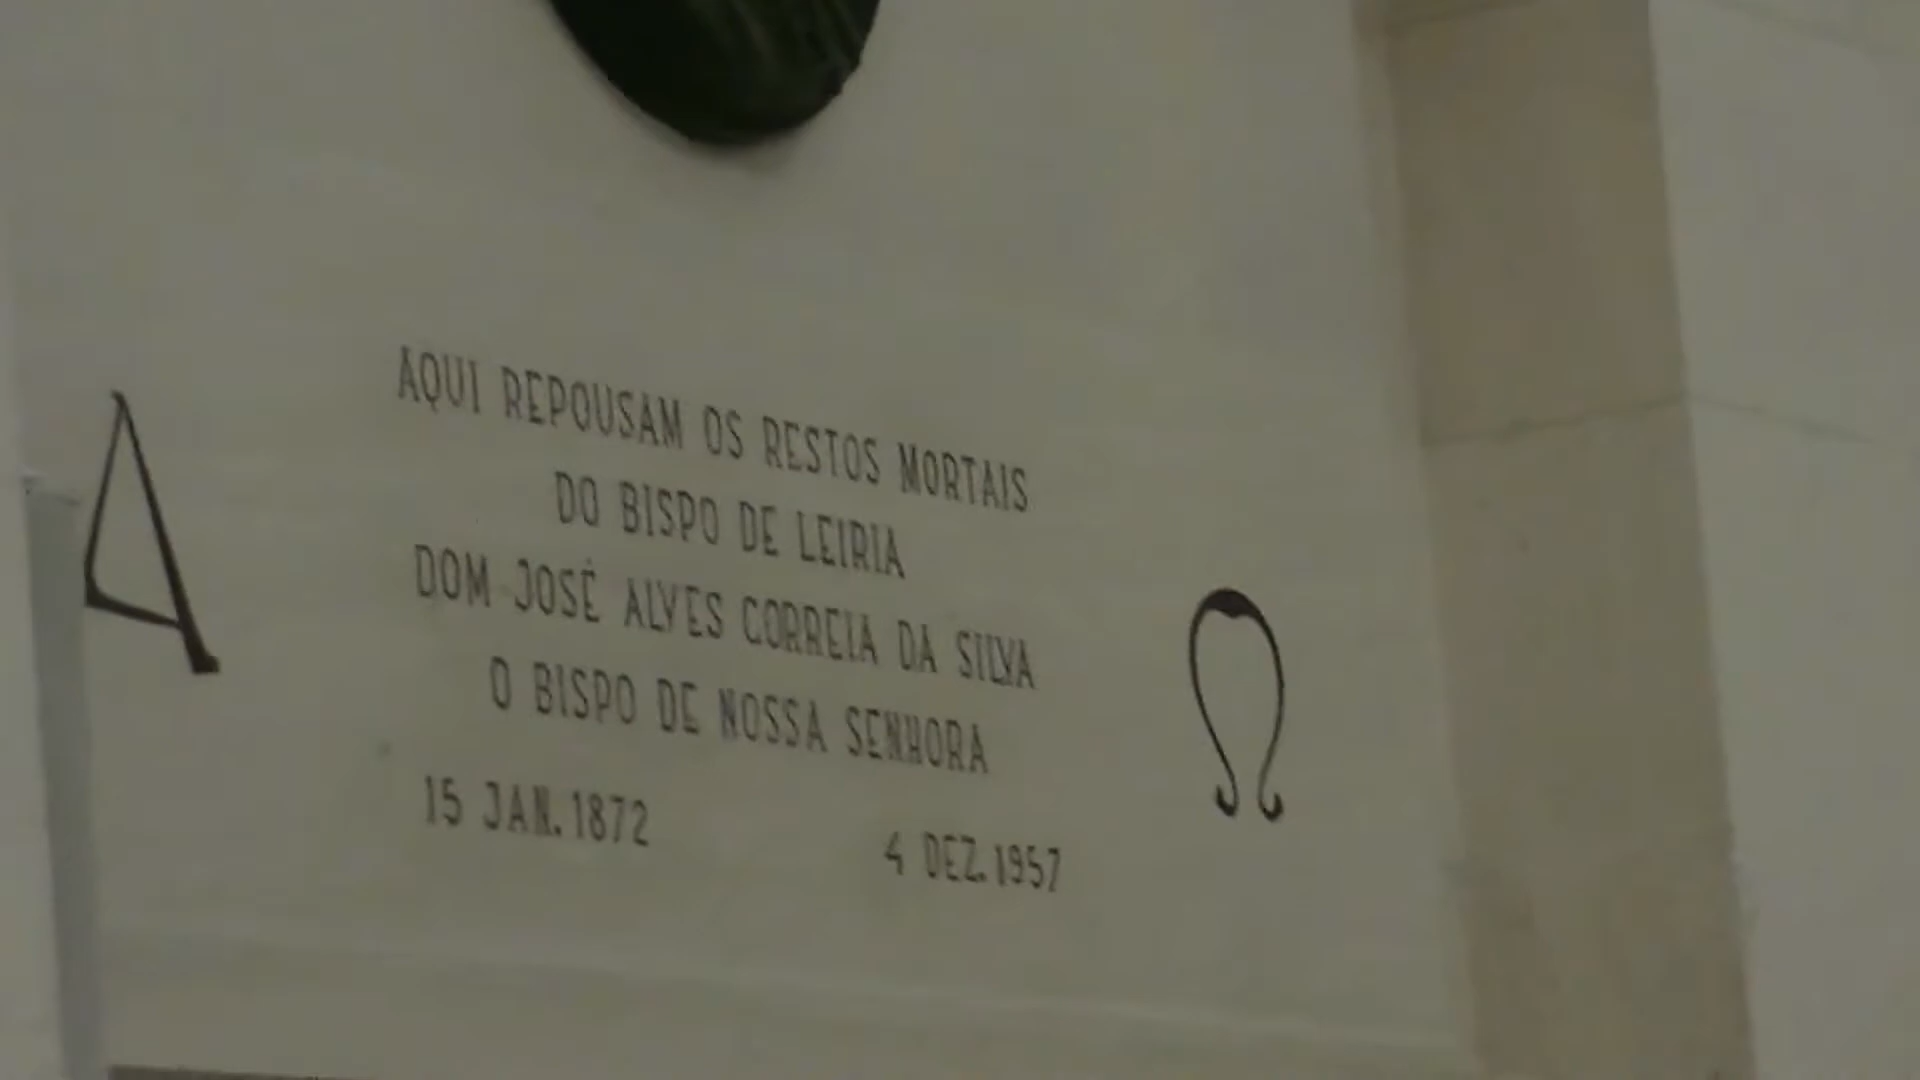 AQUI REPOUSAM OS RESTOS MORTAIS
DO BISPO DE LEIRIA
DOM JOSÉ ALVES CORREIA DA SILVA
O BISPO DE NOSSA SENHORA
15 JAN. 1872 4 DEZ. 1957
Α Ω